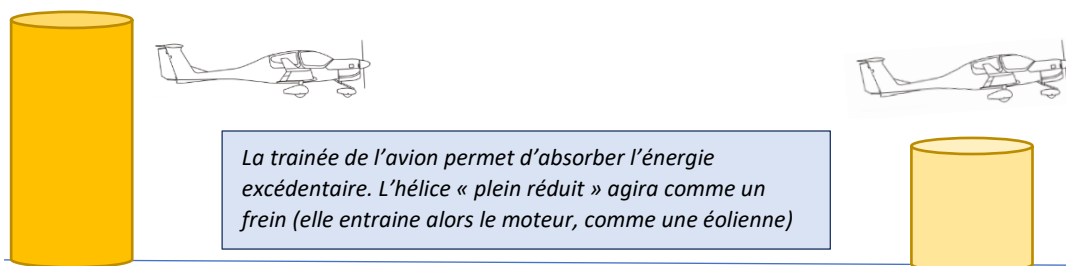 La trainée de l’avion permet d’absorber l’énergie
excédentaire. L’hélice « plein réduit » agira comme un
frein (elle entraine alors le moteur, comme une éolienne)